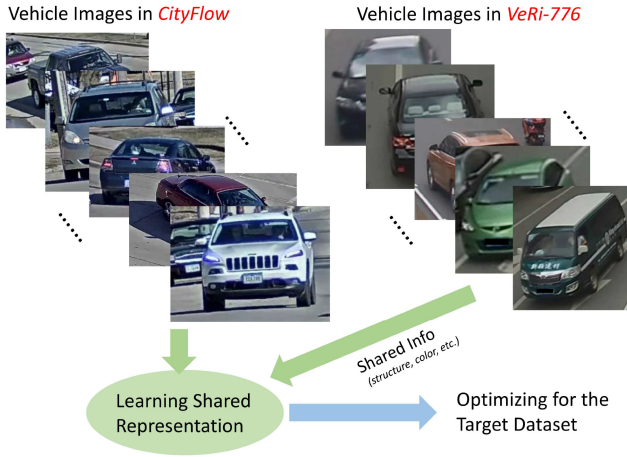 Vehicle Images in CityFlow
Vehicle Images in VeRi-776
Shared Info
(structure, color, etc.)
Learning Shared
Representation
Optimizing for the
Target Dataset